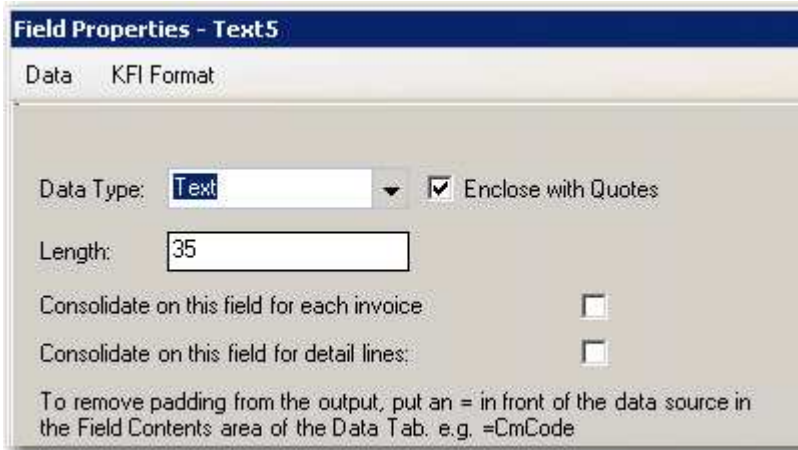 Field Properties - Text5
Data KFI Format
Data Type: Text Enclose with Quotes
Length: 35
Consolidate on this field for each invoice
Consolidate on this field for detail lines:
To remove padding from the output, put an = in front of the data source in
the Field Contents area of the Data Tab. e.g. =CmCode